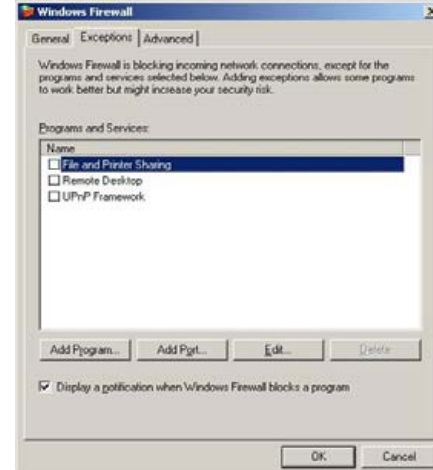 Windows Firewall
General Exceptions Advanced
Windows Firewall is blocking incoming network connections, except for the
programs and services selected below. Adding exceptions allows some programs
to work better but might increase your security risk.
Programs and Services:
Name
File and Printer Sharing
Remote Desktop
UPnP Framework
Add Program... Add Port... Edit... Delete
Display a notification when Windows Firewall blocks a program
OK Cancel